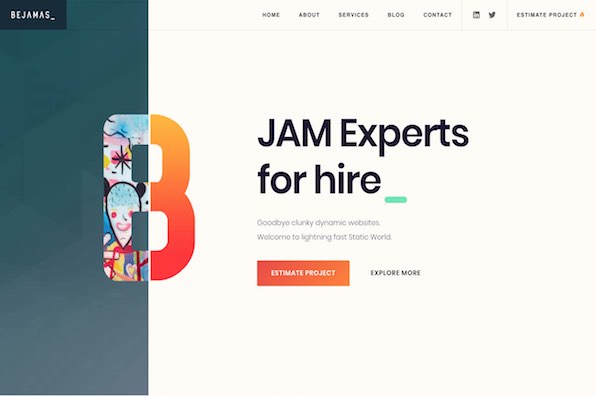 BEJAMAS_
HOME ABOUT SERVICES BLOG CONTACT ESTIMATE PROJECT
B
JAM Experts
for hire_
Goodbye clunky dynamic websites.
Welcome to lightning fast Static World.
ESTIMATE PROJECT EXPLORE MORE